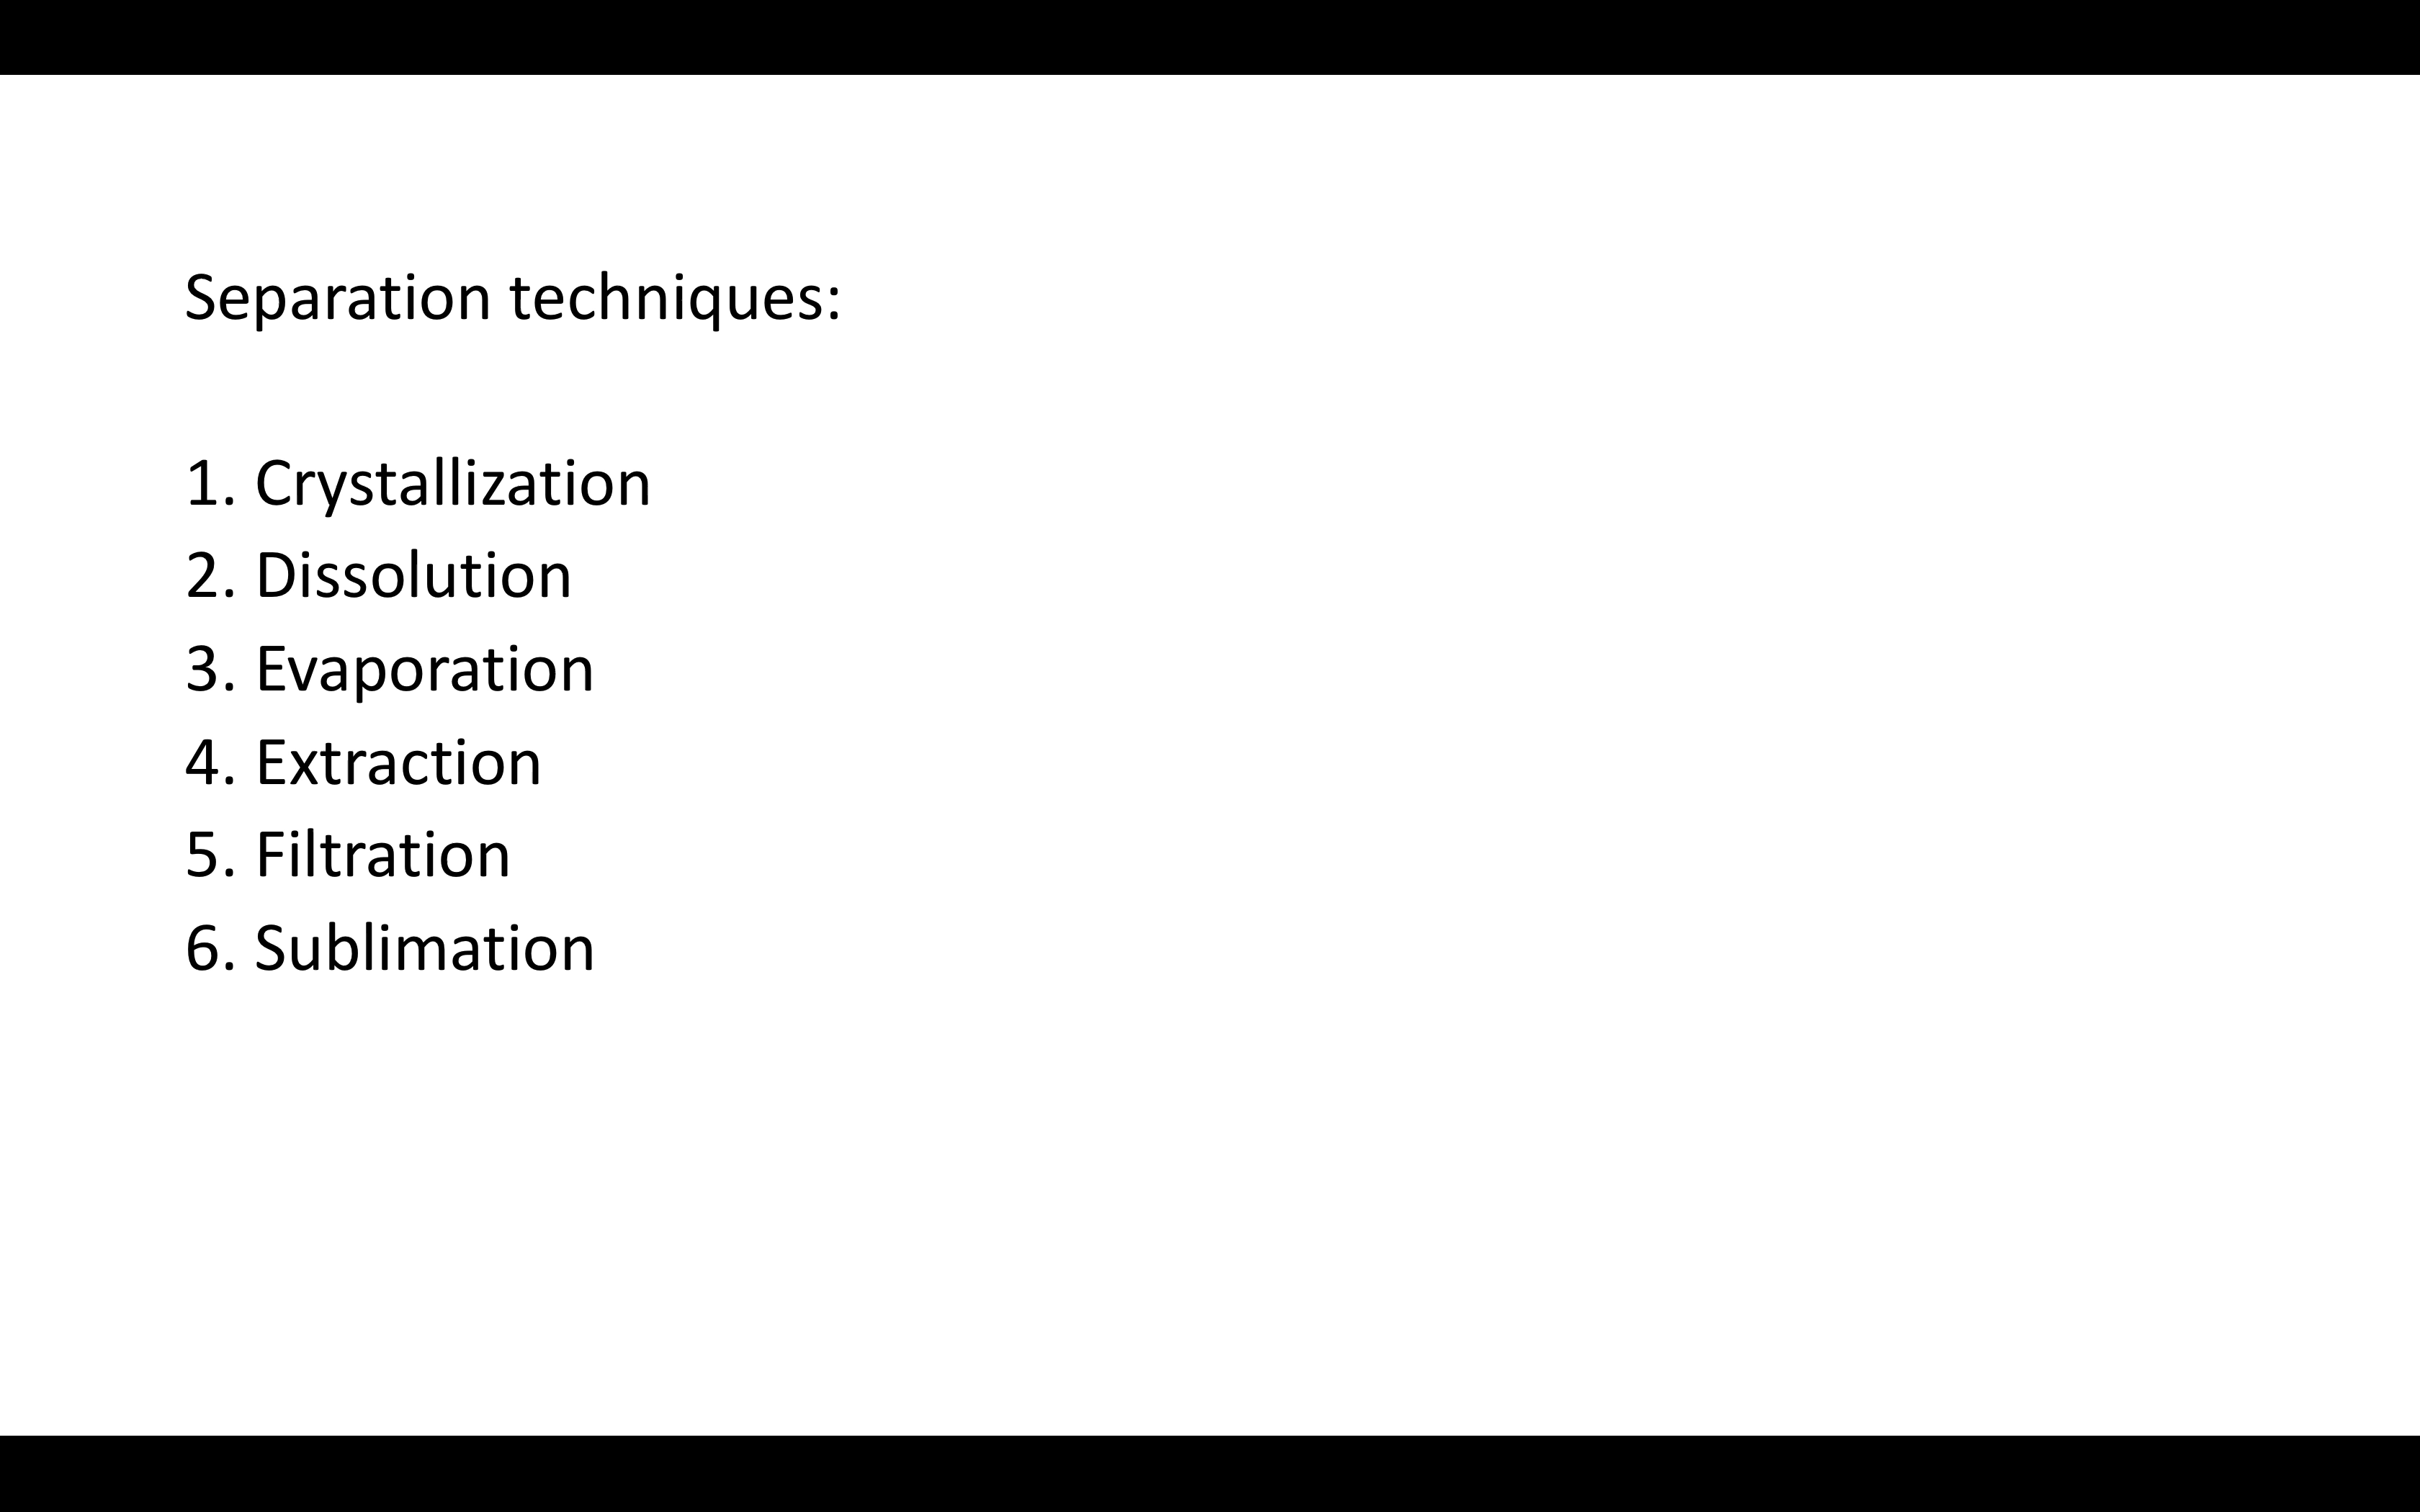 Separation techniques:
1. Crystallization
2. Dissolution
3. Evaporation
4. Extraction
5. Filtration
6. Sublimation